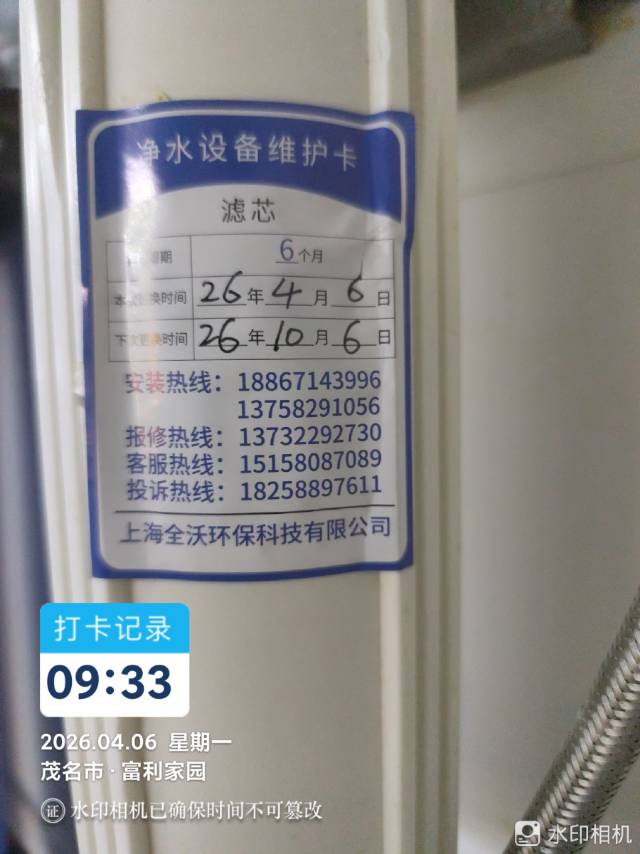 净水设备维护卡
滤芯
期 6个月
本 换时间 26年4月6日
下次更换时间 26年10月6日
安装热线：18867143996
13758291056
报修热线：13732292730
客服热线：15158087089
投诉热线：18258897611
上海全沃环保科技有限公司
打卡记录
09:33
2026.04.06 星期一
茂名市·富利家园
证 水印相机已确保时间不可篡改
水印相机